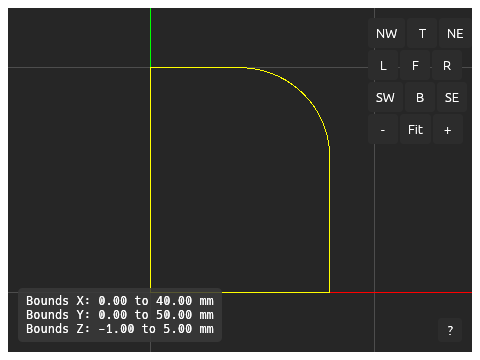 NW T NE
L F R
SW B SE
- Fit +
Bounds X: 0.00 to 40.00 mm
Bounds Y: 0.00 to 50.00 mm
Bounds Z: -1.00 to 5.00 mm
?